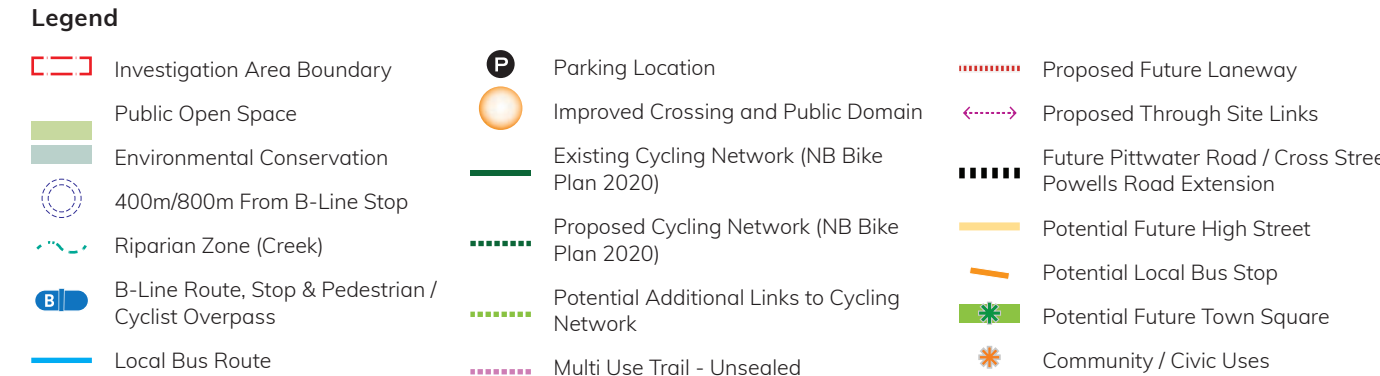 Legend
Investigation Area Boundary
Public Open Space
Environmental Conservation
400m/800m From B-Line Stop
Riparian Zone (Creek)
B
B-Line Route, Stop & Pedestrian /
Cyclist Overpass
Local Bus Route
P
Parking Location
Improved Crossing and Public Domain
Existing Cycling Network (NB Bike
Plan 2020)
Proposed Cycling Network (NB Bike
Plan 2020)
Potential Additional Links to Cycling
Network
Multi Use Trail - Unsealed
Proposed Future Laneway
Proposed Through Site Links
Future Pittwater Road / Cross
Powells Road Extension
Potential Future High Street
Potential Local Bus Stop
Potential Future Town Square
Community / Civic Uses